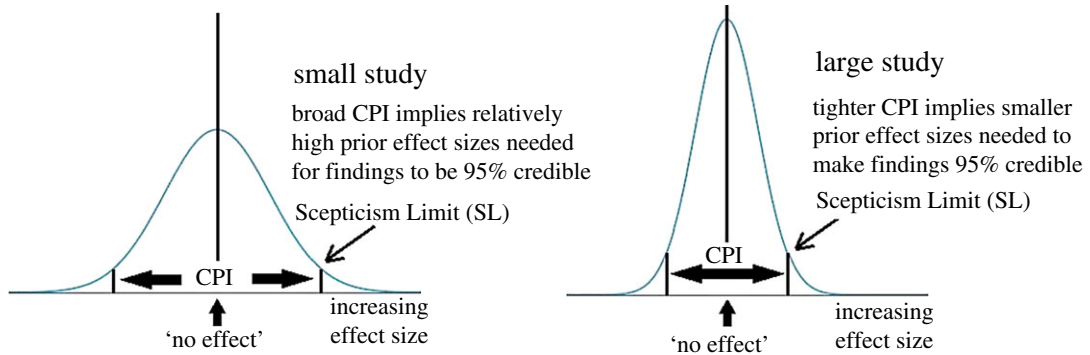 small study
broad CPI implies relatively
high prior effect sizes needed
for findings to be 95% credible
Scepticism Limit (SL)
CPI
increasing
effect size
‘no effect’
large study
tighter CPI implies smaller
prior effect sizes needed to
make findings 95% credible
Scepticism Limit (SL)
CPI
increasing
effect size
‘no effect’